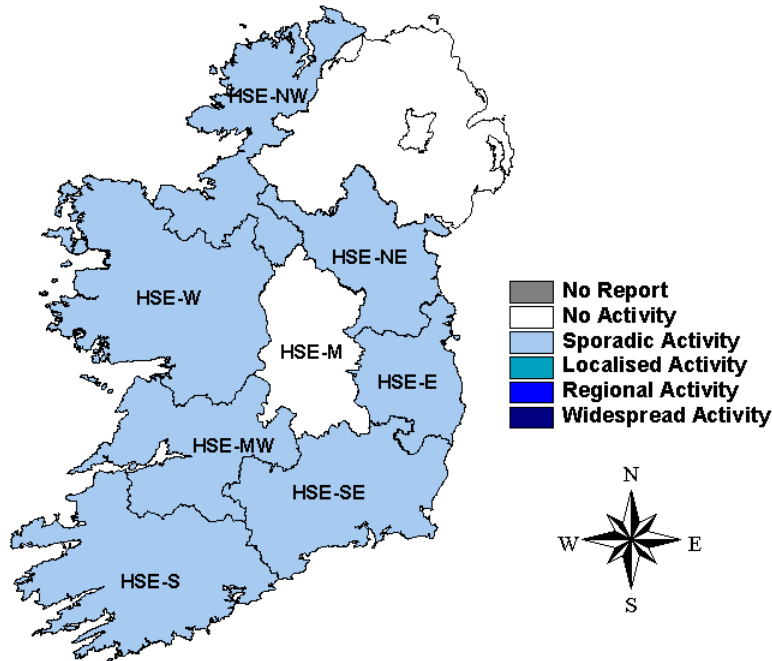 HSE-NW
HSE-NE
HSE-W
HSE-M
HSE-E
HSE-MW
HSE-SE
HSE-S
No Report
No Activity
Sporadic Activity
Localised Activity
Regional Activity
Widespread Activity
N
W E
S